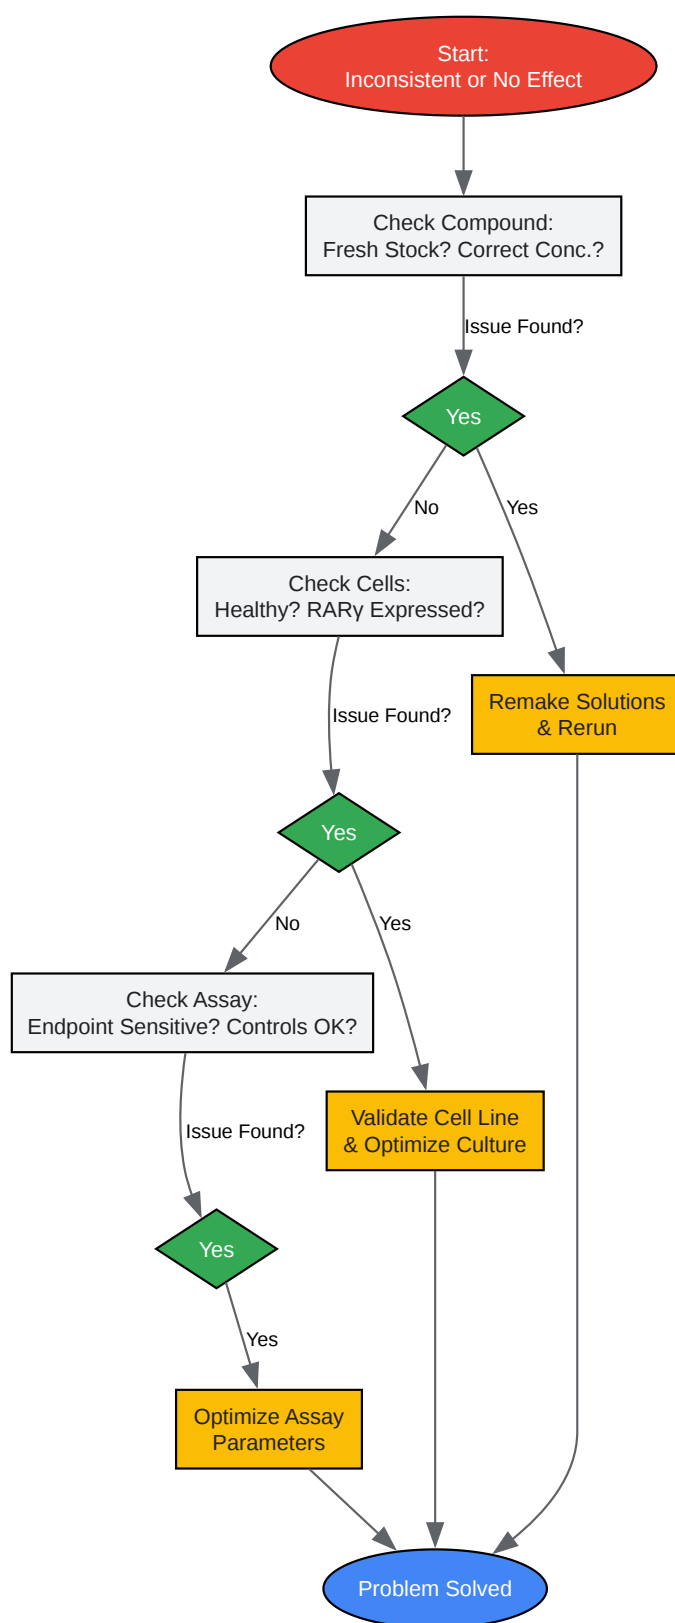 Start:
Inconsistent or No Effect
Check Compound:
Fresh Stock? Correct Conc.?
Issue Found?
Yes
No
Yes
Check Cells:
Healthy? RARγ Expressed?
Remake Solutions
& Rerun
Issue Found?
Yes
No
Yes
Check Assay:
Endpoint Sensitive? Controls OK?
Validate Cell Line
& Optimize Culture
Issue Found?
Yes
Yes
Optimize Assay
Parameters
Problem Solved